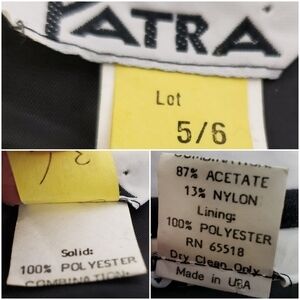 YATRA
Lot
5/6
Solid:
100% POLYESTER
COMBINATION:
COMBINATION:
87% ACETATE
13% NYLON
Lining:
100% POLYESTER
RN 65518
Dry Clean Only
Made in USA